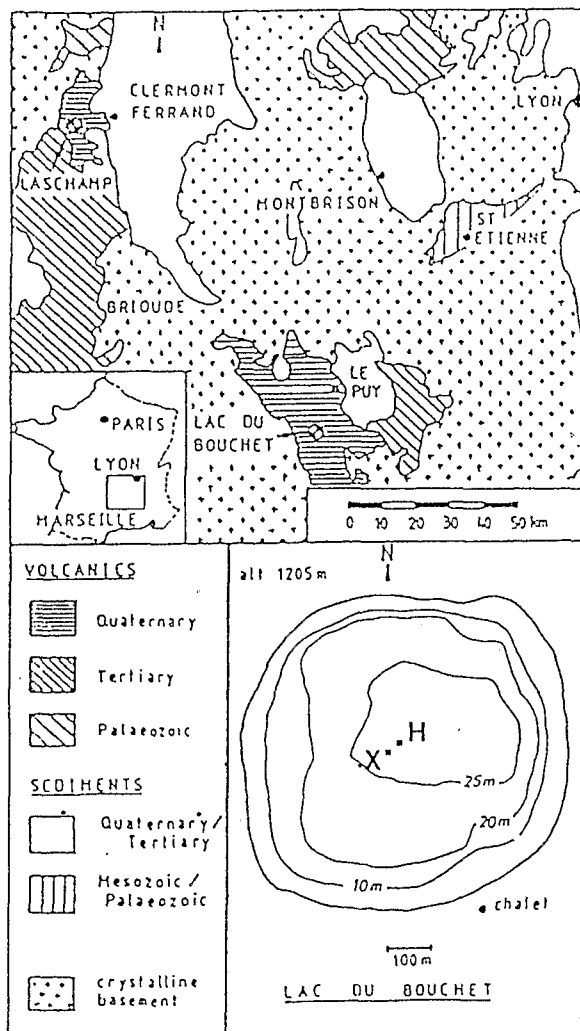 N
CLERMONT
FERRAND
LYON
LASCHAMP
MONTBRISON
ST
ETIENNE
BRIOUDE
LE
PUY
LAC DU
BOUCHET
PARIS
LYON
MARSEILLE
0 10 20 30 40 50 km
VOLCANICS
Quaternary
Tertiary
Palaeozoic
SEDIMENTS
Quaternary/
Tertiary
Mesozoic/
Palaeozoic
crystalline
basement
alt 1205m
N
H
X
25m
20m
10m
chalet
100m
LAC DU BOUCHET